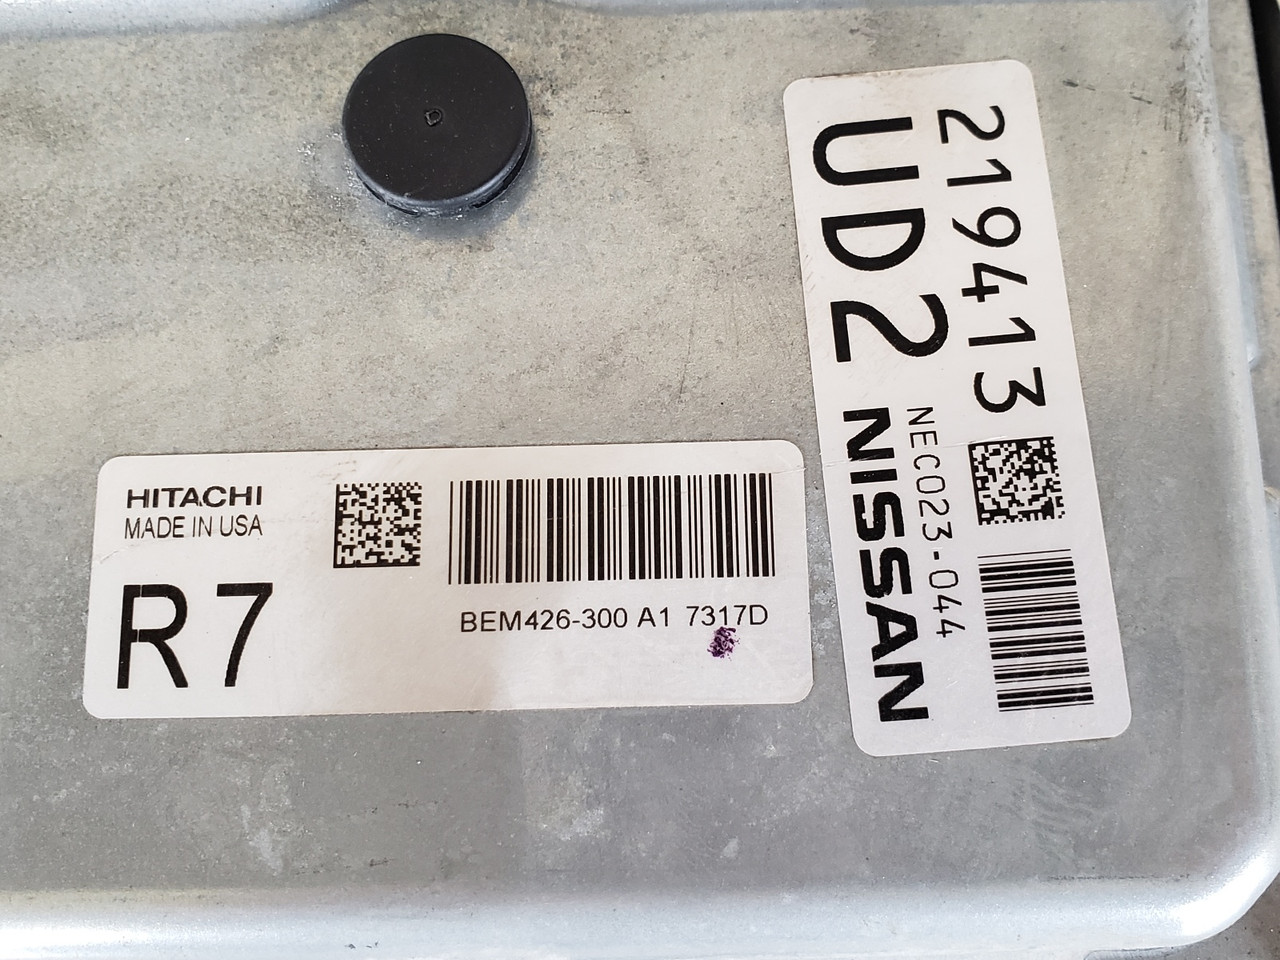 HITACHI
MADE IN USA
R7
BEM426-300 A1 7317D
219413
UD2
NEC023-044
NISSAN
D